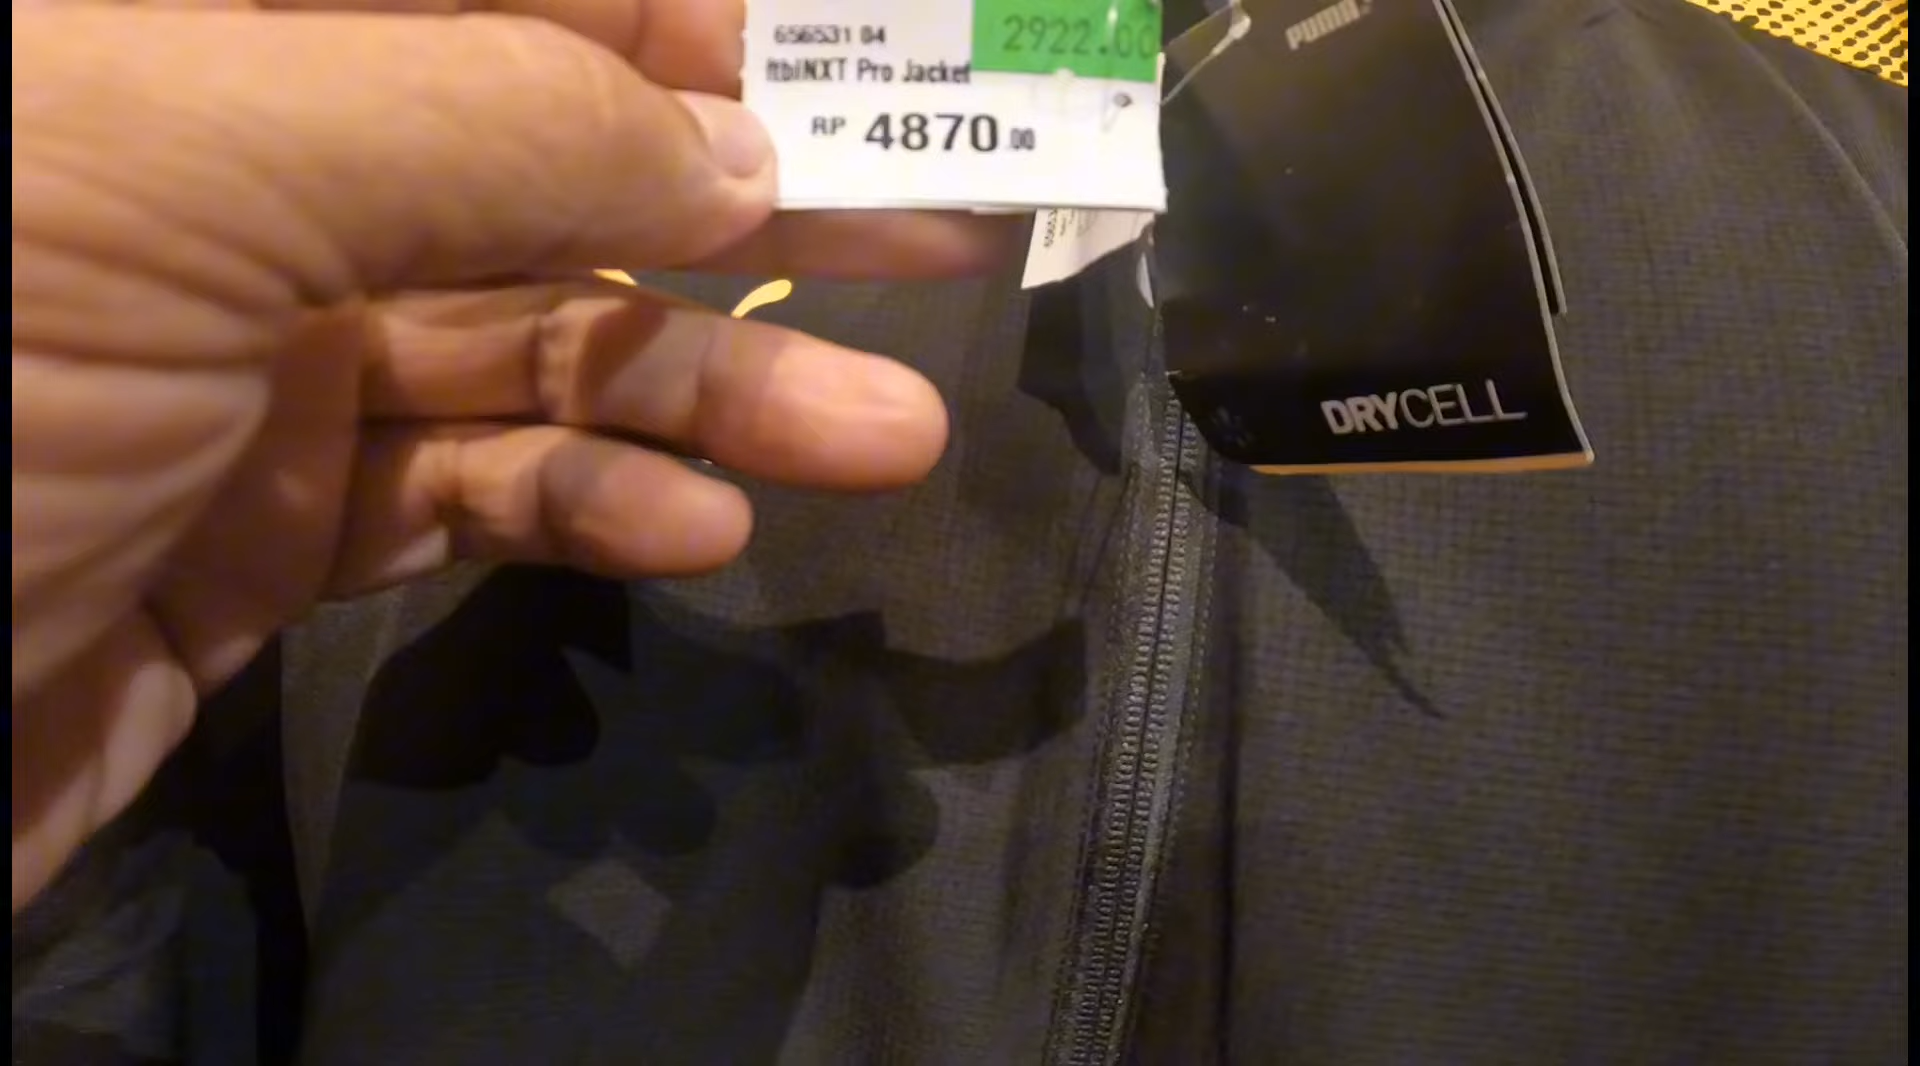 2922.00
656531 04
ftblNXT Pro Jacket
RP 4870.00
PUMA
DRYCELL